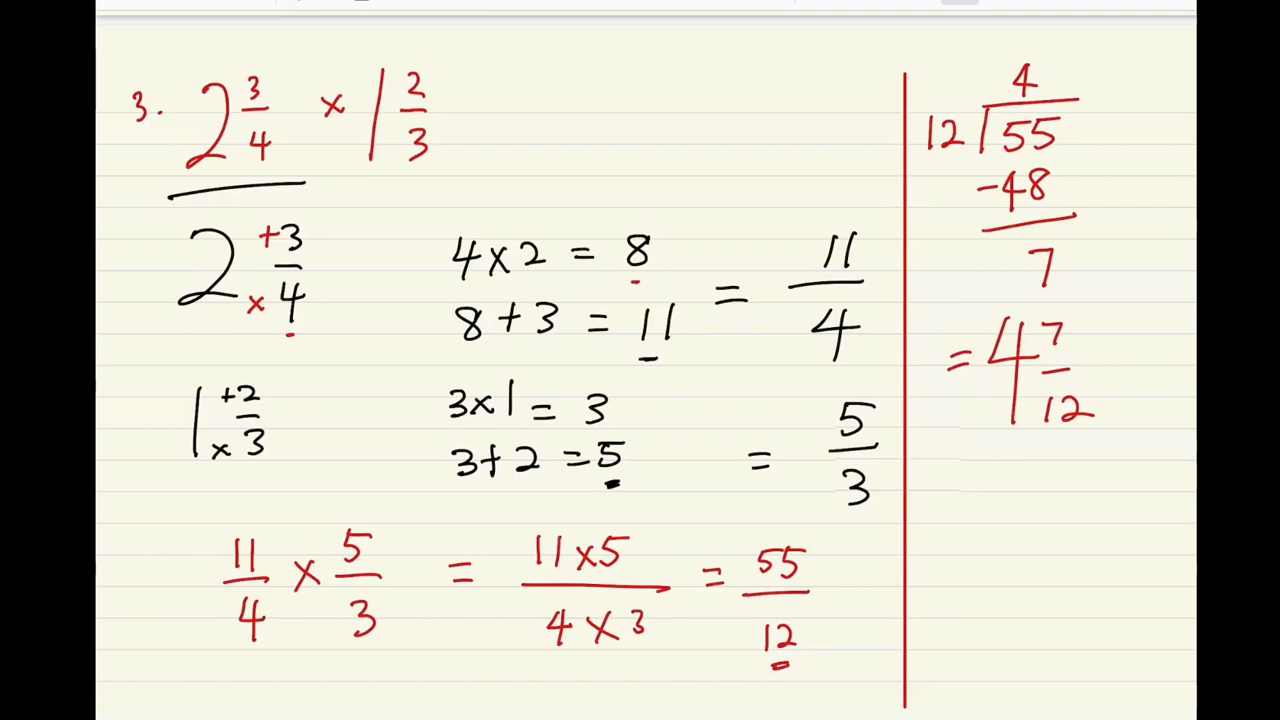 3. 2 3/4 × 1 2/3
2 +3/×4
4×2 = 8
8+3 = 11 = 11/4
1 +2/×3
3×1 = 3
3+2 = 5 = 5/3
11/4 × 5/3 = 11×5/4×3 = 55/12
4
12 55
-48
7
= 4 7/12